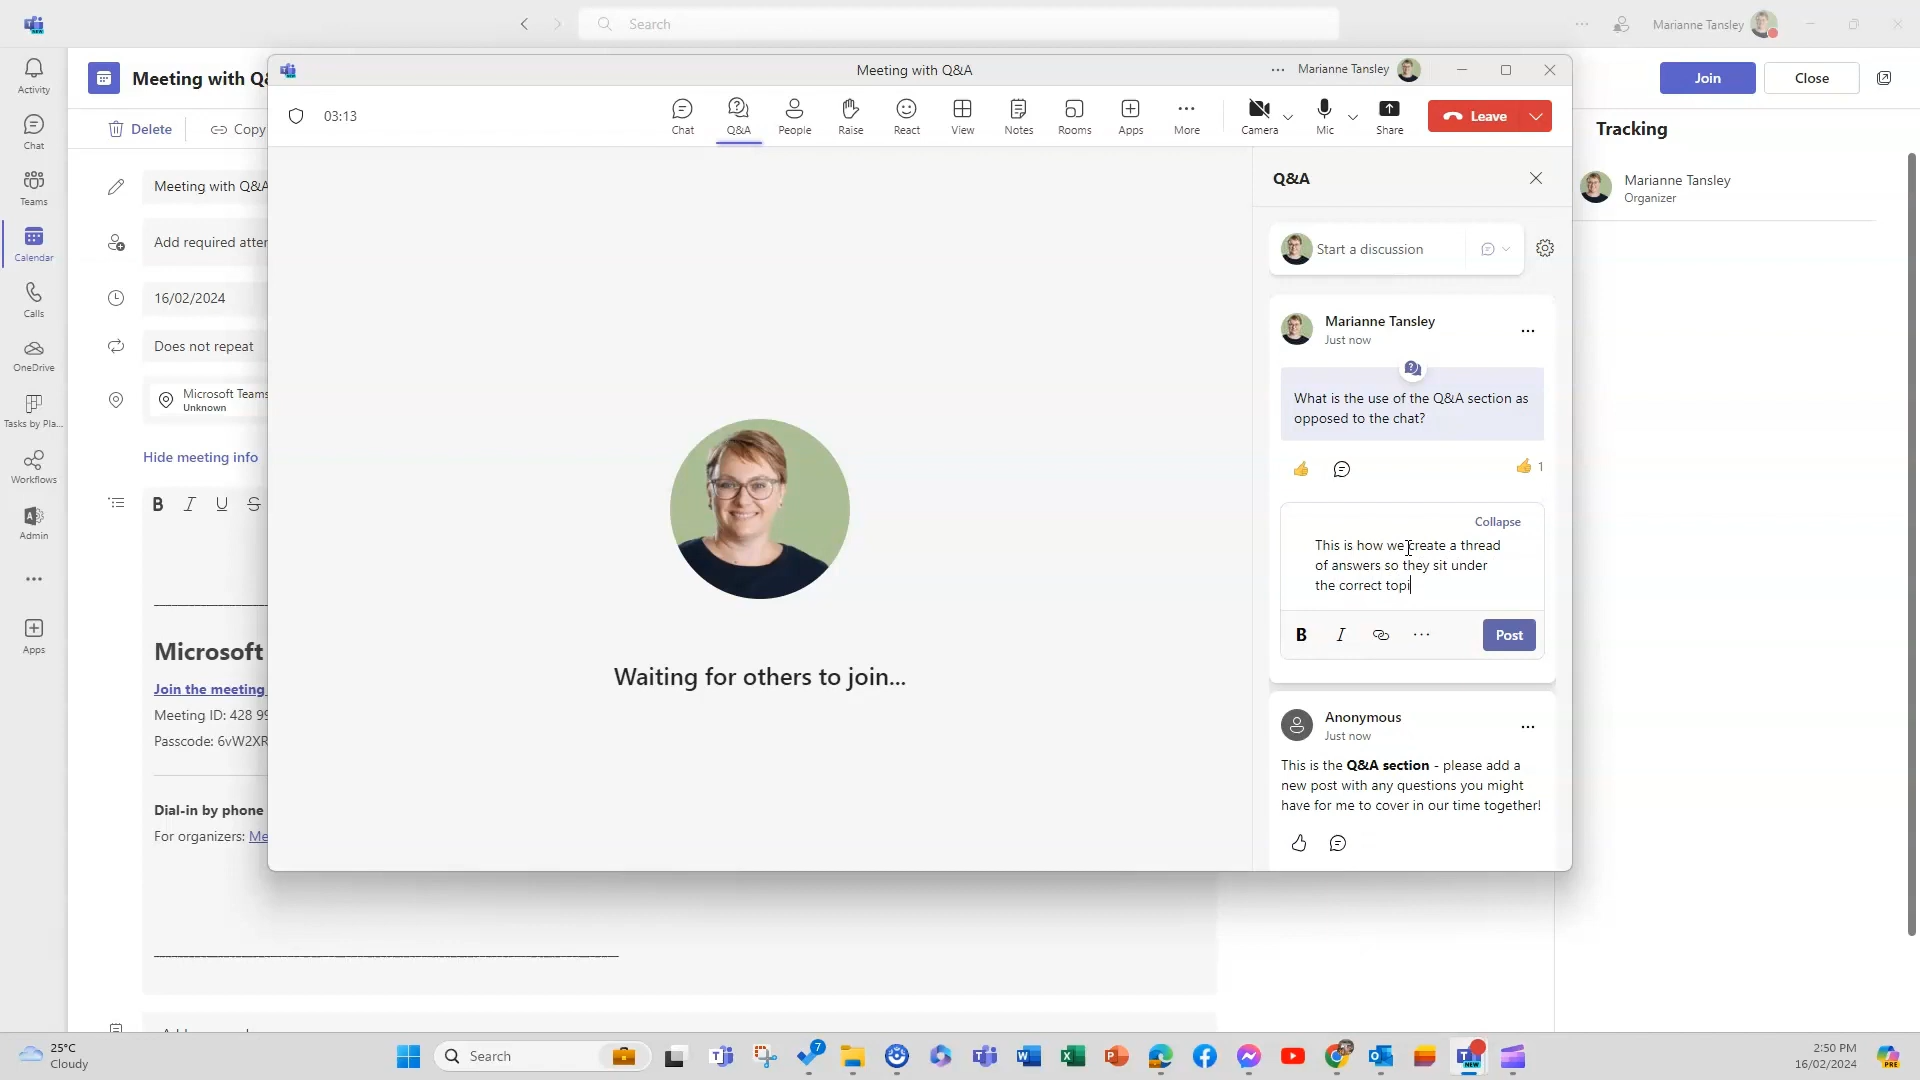 Search
Marianne Tansley
Activity
Chat
Teams
Calendar
Calls
OneDrive
Tasks by Pla...
Workflows
Admin
Apps
Meeting with Q&
Join
Close
Delete
Copy
Tracking
Marianne Tansley
Organizer
Meeting with Q&A
Add required atter
16/02/2024
Does not repeat
Microsoft Teams
Unknown
Hide meeting info
B I U S
Microsoft
Join the meeting
Meeting ID: 428 99
Passcode: 6vW2XR
Dial-in by phone
For organizers: Me
Meeting with Q&A
Marianne Tansley
03:13
Chat
Q&A
People
Raise
React
View
Notes
Rooms
Apps
More
Camera
Mic
Share
Leave
Waiting for others to join...
Q&A
Start a discussion
Marianne Tansley
Just now
What is the use of the Q&A section as
opposed to the chat?
1
Collapse
This is how we create a thread
of answers so they sit under
the correct topi
B I
Post
Anonymous
Just now
This is the Q&A section - please add a
new post with any questions you might
have for me to cover in our time together!
25°C
Cloudy
Search
7
NEW
2:50 PM
16/02/2024
PRE